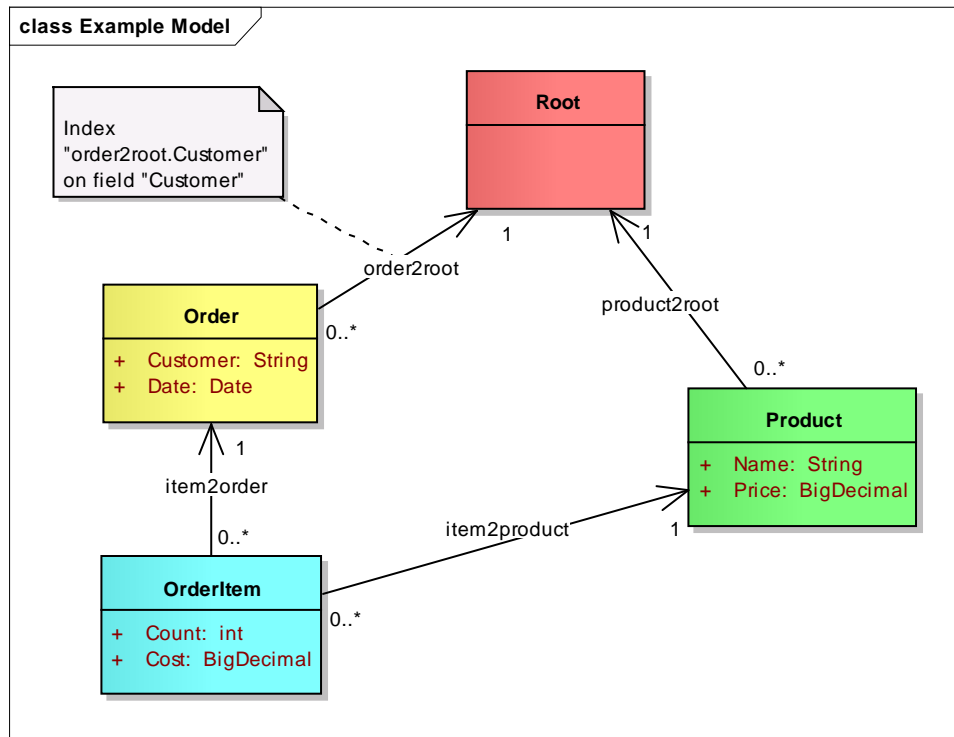 class Example Model
Index
"order2root.Customer"
on field "Customer"
Root
1
1
order2root
product2root
Order
+ Customer: String
+ Date: Date
0..*
0..*
Product
+ Name: String
+ Price: BigDecimal
1
item2order
item2product
1
0..*
OrderItem
+ Count: int
+ Cost: BigDecimal
0..*